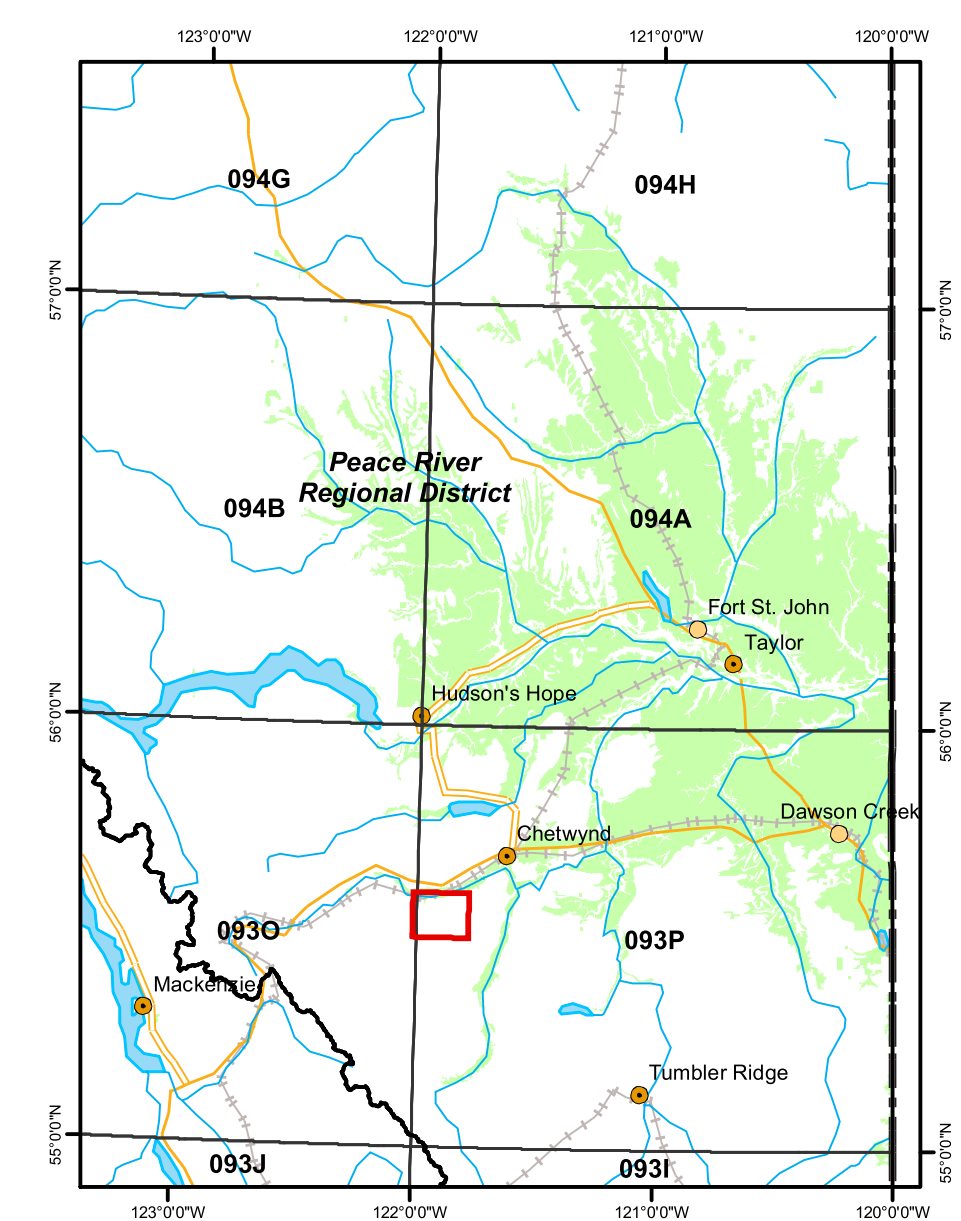 123°0'0"W
122°0'0"W
121°0'0"W
120°0'0"W
094G
094H
57°0'0"N
57°0'0"N
Peace River
Regional District
094B
094A
Fort St. John
Taylor
Hudson's Hope
56°0'0"N
56°0'0"N
Dawson Creek
Chetwynd
093O
093P
Mackenzie
Tumbler Ridge
55°0'0"N
55°0'0"N
093J
093I
123°0'0"W
122°0'0"W
121°0'0"W
120°0'0"W